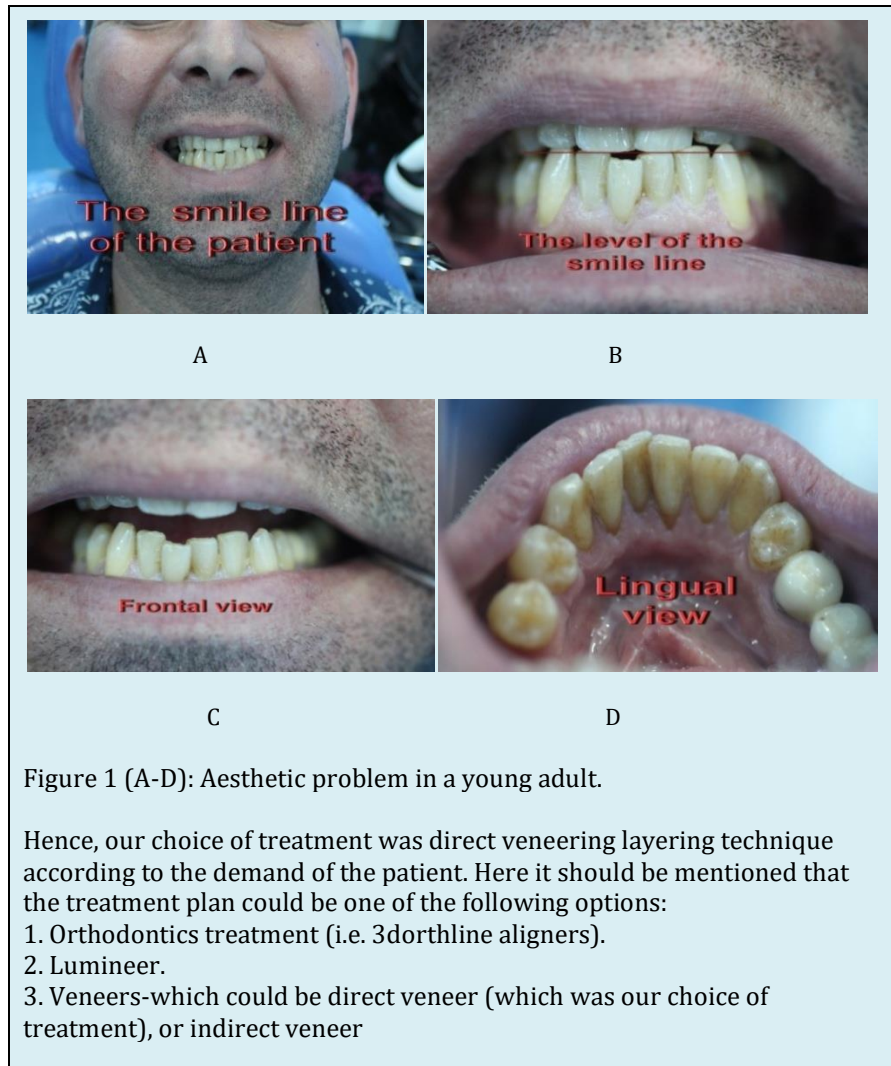 The smile line
of the patient
The level of the
smile line
A
B
Frontal view
Lingual
view
C
D
Figure 1 (A-D): Aesthetic problem in a young adult.
Hence, our choice of treatment was direct veneering layering technique
according to the demand of the patient. Here it should be mentioned that
the treatment plan could be one of the following options:
1. Orthodontics treatment (i.e. 3dorthline aligners).
2. Lumineer.
3. Veneers-which could be direct veneer (which was our choice of
treatment), or indirect veneer